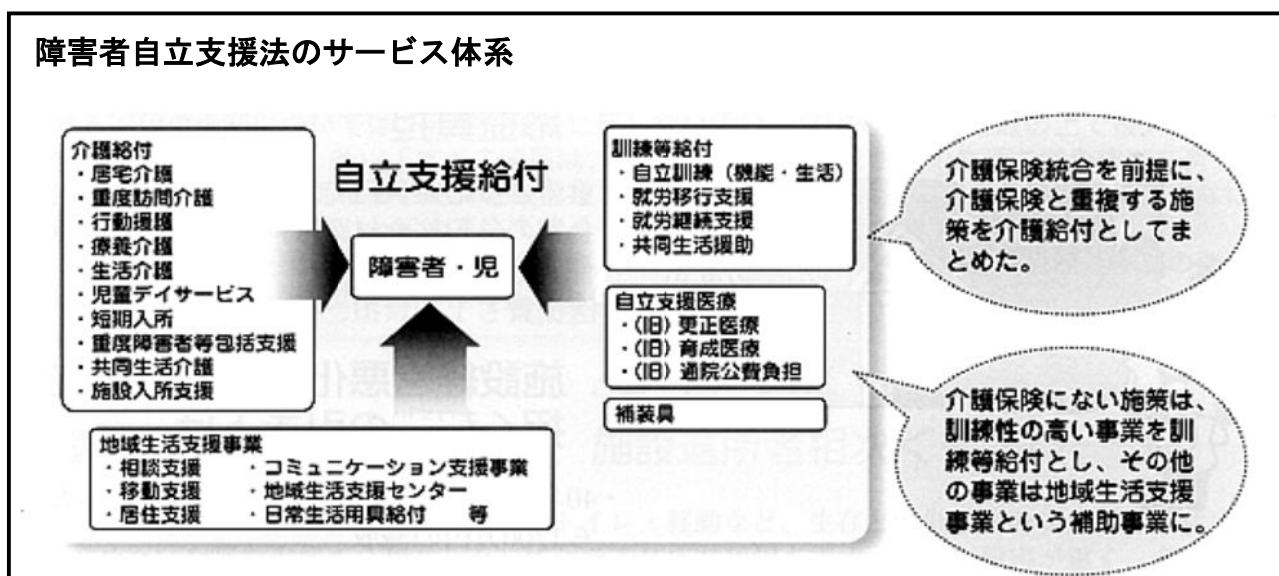 障害者自立支援法のサービス体系
介護給付
・居宅介護
・重度訪問介護
・行動援護
・療養介護
・生活介護
・児童デイサービス
・短期入所
・重度障害者等包括支援
・共同生活介護
・施設入所支援
自立支援給付
障害者・児
訓練等給付
・自立訓練（機能・生活）
・就労移行支援
・就労継続支援
・共同生活援助
自立支援医療
・(旧) 更正医療
・(旧) 育成医療
・(旧) 通院公費負担
補装具
地域生活支援事業
・相談支援　・コミュニケーション支援事業
・移動支援　・地域生活支援センター
・居住支援　・日常生活用具給付　等
介護保険統合を前提に、
介護保険と重複する施
策を介護給付としてま
とめた。
介護保険にない施策は、
訓練性の高い事業を訓
練等給付とし、その他
の事業は地域生活支援
事業という補助事業に。